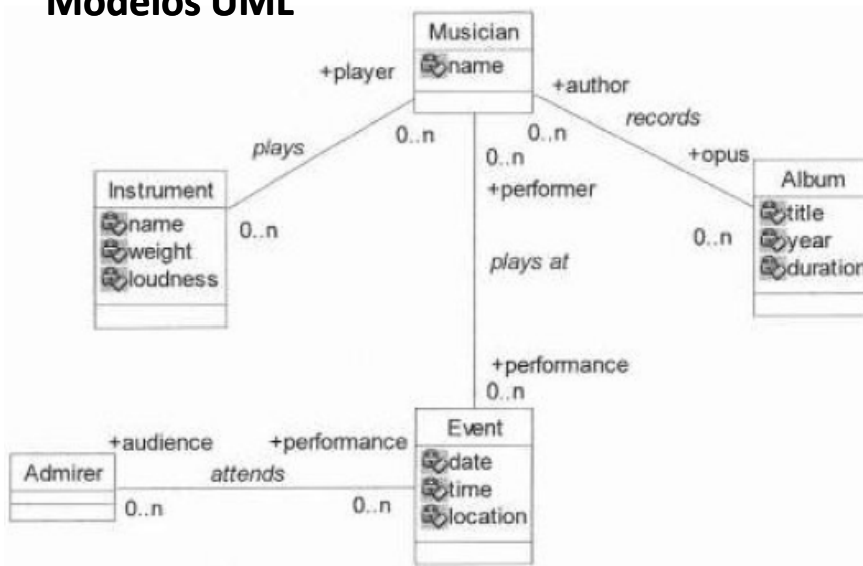 Modelos UML
Musician
name
+player
+author
0..n
0..n
0..n
plays
records
+opus
+performer
Instrument
name
weight
loudness
0..n
Album
title
year
duration
0..n
plays at
+performance
0..n
Event
date
time
location
+audience
+performance
Admirer
attends
0..n
0..n